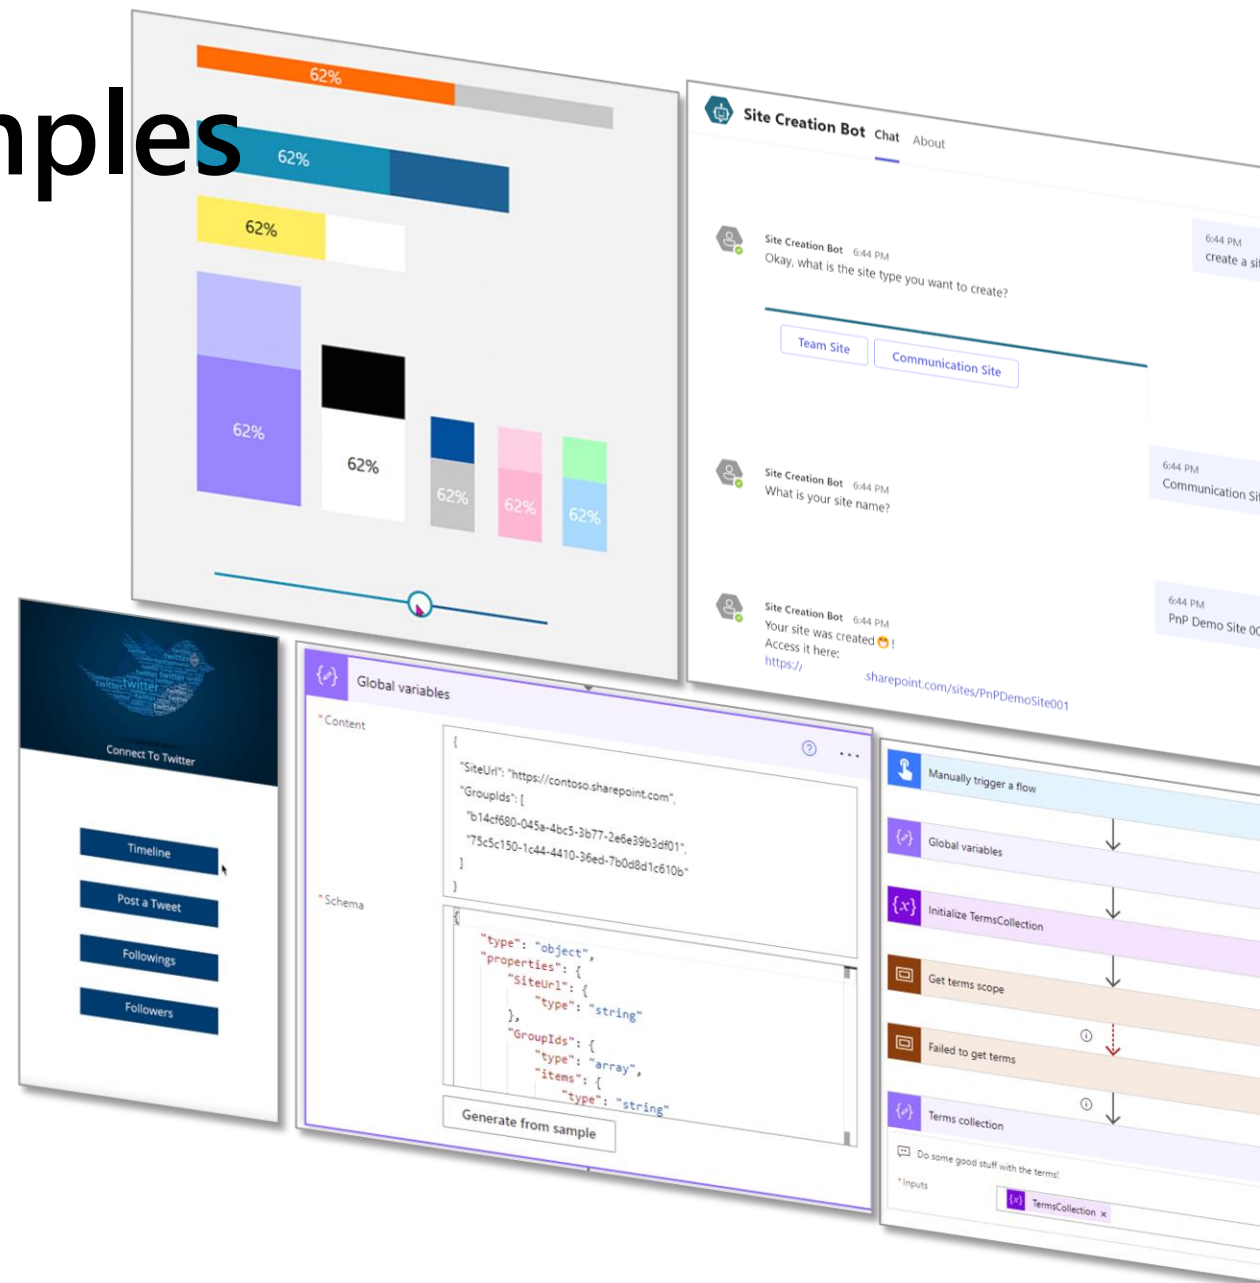 mples
62%
62%
62%
62%
62%
62%
62%
62%
Site Creation Bot Chat About
6:44 PM
create a sit
Site Creation Bot 6:44 PM
Okay, what is the site type you want to create?
Team Site
Communication Site
6:44 PM
Communication Sit
Site Creation Bot 6:44 PM
What is your site name?
6:44 PM
PnP Demo Site 00
Site Creation Bot 6:44 PM
Your site was created 😁!
Access it here:
https:/
.sharepoint.com/sites/PnPDemoSite001
twitter
Connect To Twitter
Timeline
Post a Tweet
Followings
Followers
Global variables
* Content
{
"SiteUrl": "https://contoso.sharepoint.com",
"GroupIds": [
"b14cf680-045a-4bc5-3b77-2e6e39b3df01",
"75c5c150-1c44-4410-36ed-7b0d8d1c610b"
]
}
* Schema
{
"type": "object",
"properties": {
"SiteUrl": {
"type": "string"
},
"GroupIds": {
"type": "array",
"items": {
"type": "string"
Generate from sample
Manually trigger a flow
Global variables
{x} Initialize TermsCollection
Get terms scope
Failed to get terms
Terms collection
Do some good stuff with the terms!
* Inputs
{x} TermsCollection ×